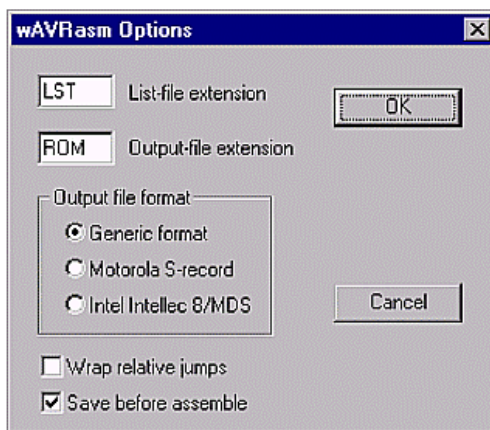 wAVRasm Options
LST List-file extension
OK
ROM Output-file extension
Output file format
Generic format
Motorola S-record
Intel Intellec 8/MDS
Cancel
Wrap relative jumps
Save before assemble